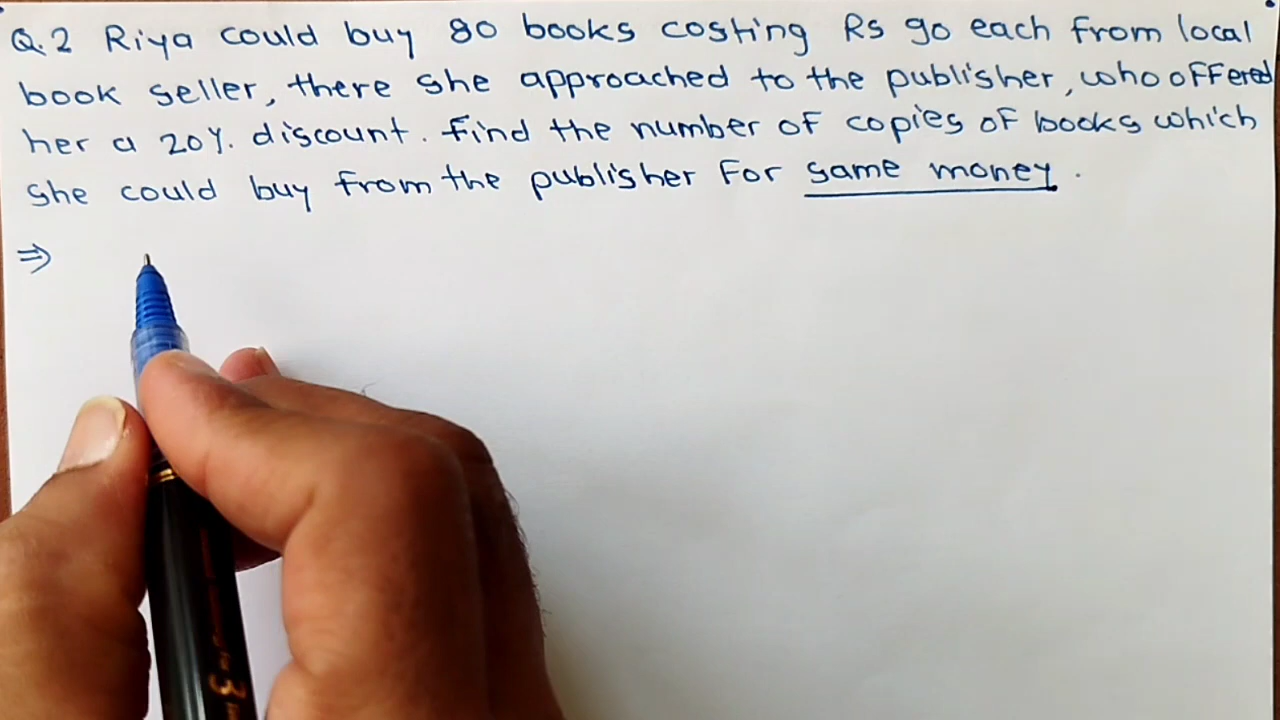 Q.2 Riya could buy 80 books costing Rs 90 each from local
book seller, there she approached to the publisher, who offered
her a 20%. discount. Find the number of copies of books which
she could buy from the publisher for same money.
⇒
3